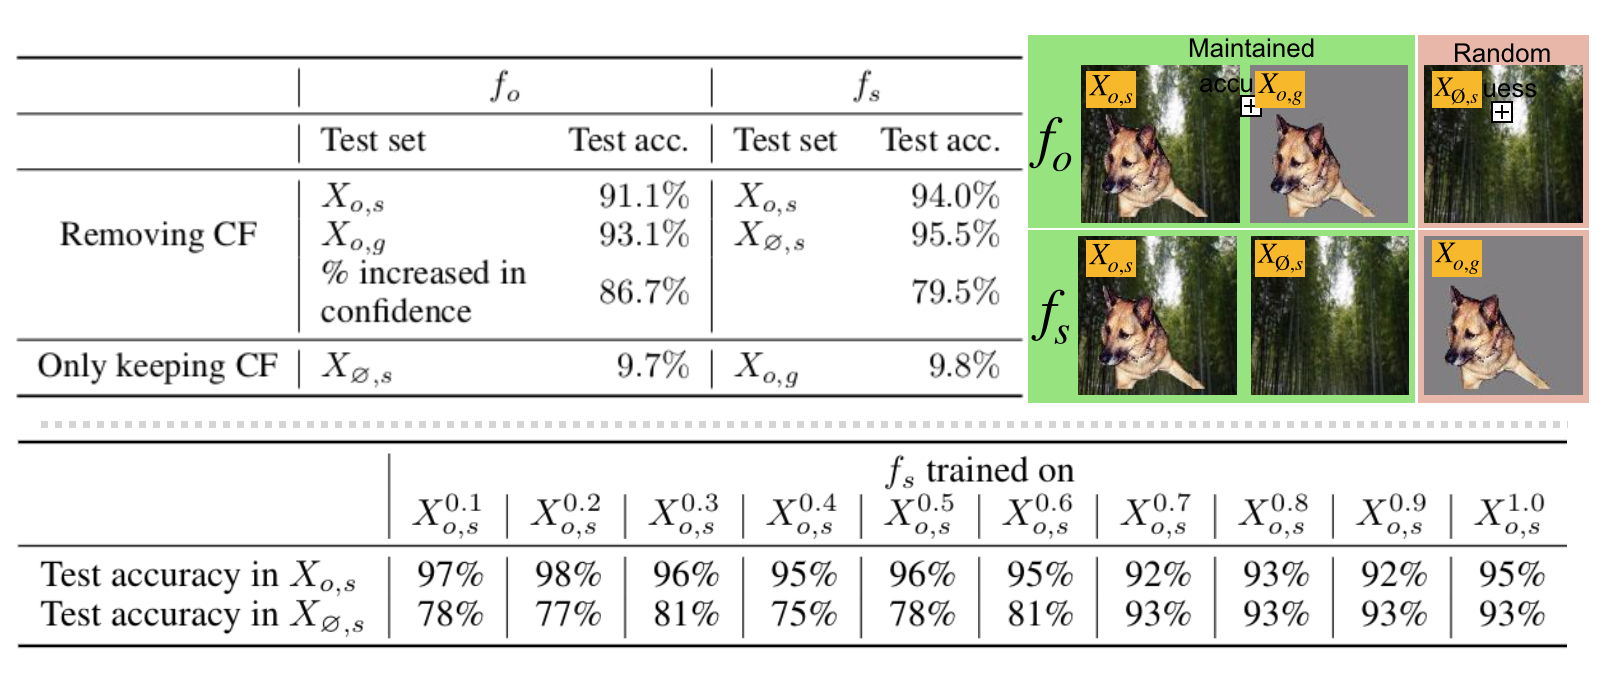 f_o | f_s
Test set Test acc. | Test set Test acc.
Removing CF | X_{o,s} 91.1% | X_{o,s} 94.0%
X_{o,g} 93.1% | X_{∅,s} 95.5%
% increased in confidence 86.7% | 79.5%
Only keeping CF | X_{∅,s} 9.7% | X_{o,g} 9.8%
Maintained
accu
Random
uess
f_o X_{o,s} X_{o,g} X_{Ø,s}
f_s X_{o,s} X_{Ø,s} X_{o,g}
f_s trained on
X_{o,s}^{0.1} | X_{o,s}^{0.2} | X_{o,s}^{0.3} | X_{o,s}^{0.4} | X_{o,s}^{0.5} | X_{o,s}^{0.6} | X_{o,s}^{0.7} | X_{o,s}^{0.8} | X_{o,s}^{0.9} | X_{o,s}^{1.0}
Test accuracy in X_{o,s} | 97% | 98% | 96% | 95% | 96% | 95% | 92% | 93% | 92% | 95%
Test accuracy in X_{∅,s} | 78% | 77% | 81% | 75% | 78% | 81% | 93% | 93% | 93% | 93%